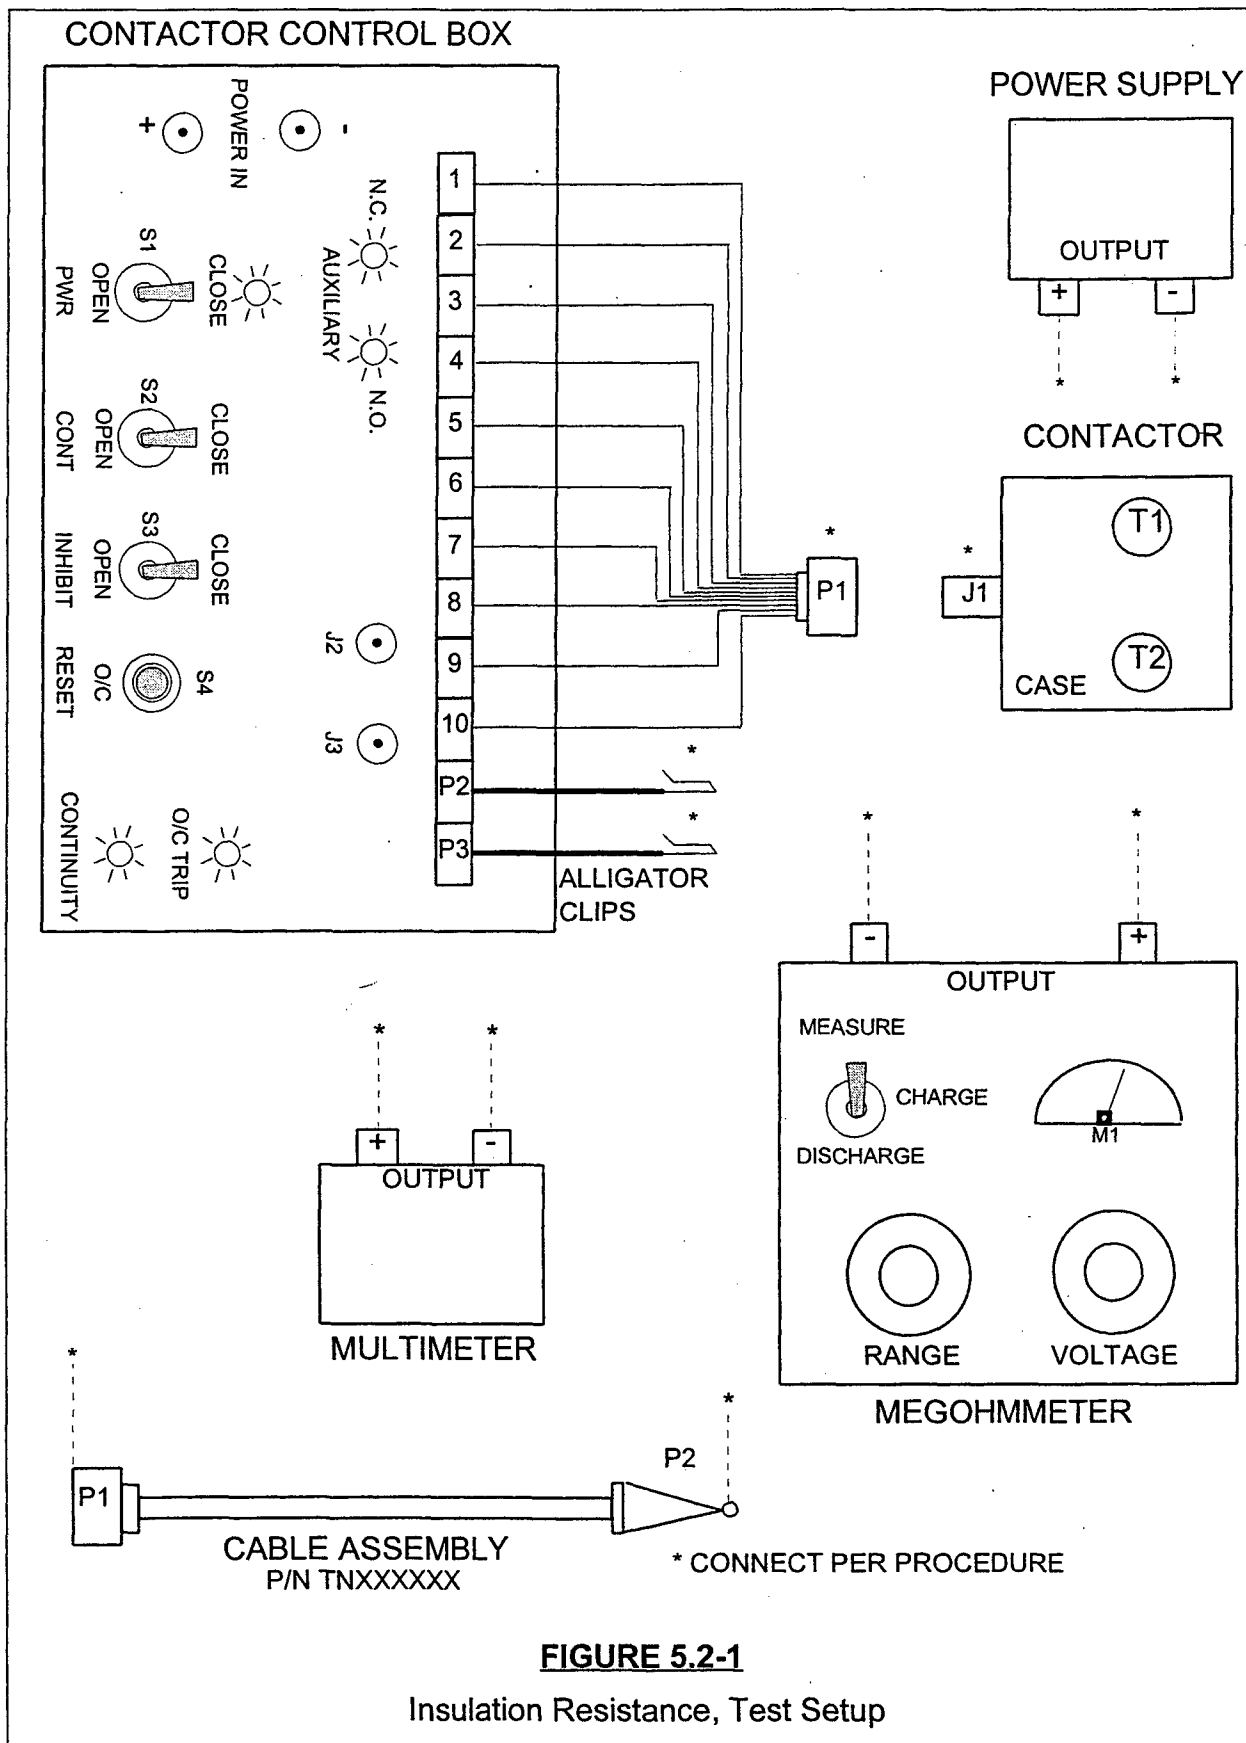 CONTACTOR CONTROL BOX
+
POWER IN
-
S1
OPEN
CLOSE
PWR
S2
OPEN
CLOSE
CONT
S3
OPEN
CLOSE
INHIBIT
S4
O/C
RESET
CONTINUITY
O/C TRIP
N.C.
AUXILIARY
N.O.
J2
J3
1
2
3
4
5
6
7
8
9
10
P2
P3
*
*
ALLIGATOR
CLIPS
*
P1
POWER SUPPLY
OUTPUT
+ -
* *
CONTACTOR
T1
*
J1
T2
CASE
* *
- +
OUTPUT
MEASURE
CHARGE
DISCHARGE
M1
RANGE
VOLTAGE
MEGOHMMETER
* *
+ -
OUTPUT
MULTIMETER
*
P1
P2
*
CABLE ASSEMBLY
P/N TNXXXXXX
* CONNECT PER PROCEDURE
FIGURE 5.2-1
Insulation Resistance, Test Setup